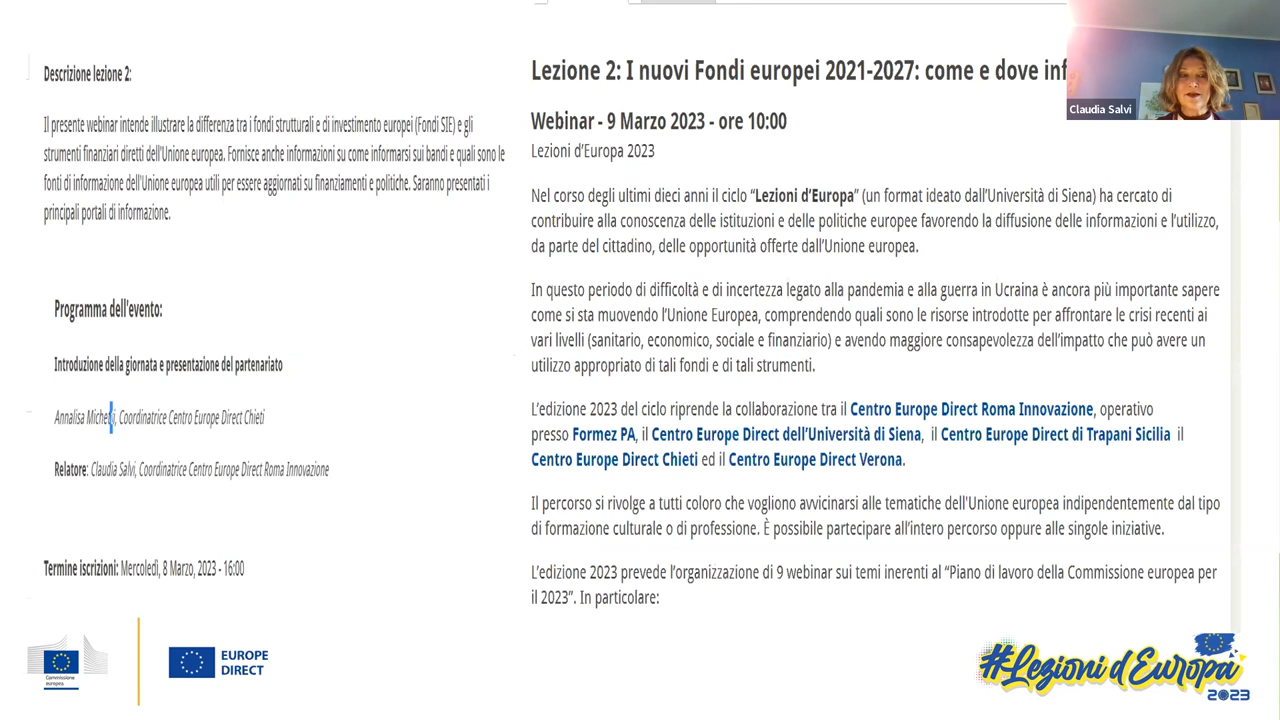 Descrizione lezione 2:
Il presente webinar intende illustrare la differenza tra i fondi strutturali e di investimento europei (Fondi SIE) e gli
strumenti finanziari diretti dell'Unione europea. Fornisce anche informazioni su come informarsi sui bandi e quali sono le
fonti di informazione dell'Unione europea utili per essere aggiornati su finanziamenti e politiche. Saranno presentati i
principali portali di informazione.
Programma dell'evento:
Introduzione della giornata e presentazione del partenariato
Annalisa Michetti, Coordinatrice Centro Europe Direct Chieti
Relatore: Claudia Salvi, Coordinatrice Centro Europe Direct Roma Innovazione
Termine iscrizioni: Mercoledì, 8 Marzo, 2023 - 16:00
Lezione 2: I nuovi Fondi europei 2021-2027: come e dove inf
Webinar - 9 Marzo 2023 - ore 10:00
Lezioni d’Europa 2023
Nel corso degli ultimi dieci anni il ciclo “Lezioni d’Europa” (un format ideato dall’Università di Siena) ha cercato di
contribuire alla conoscenza delle istituzioni e delle politiche europee favorendo la diffusione delle informazioni e l’utilizzo,
da parte del cittadino, delle opportunità offerte dall’Unione europea.
In questo periodo di difficoltà e di incertezza legato alla pandemia e alla guerra in Ucraina è ancora più importante sapere
come si sta muovendo l’Unione Europea, comprendendo quali sono le risorse introdotte per affrontare le crisi recenti ai
vari livelli (sanitario, economico, sociale e finanziario) e avendo maggiore consapevolezza dell’impatto che può avere un
utilizzo appropriato di tali fondi e di tali strumenti.
L’edizione 2023 del ciclo riprende la collaborazione tra il Centro Europe Direct Roma Innovazione, operativo
presso Formez PA, il Centro Europe Direct dell’Università di Siena, il Centro Europe Direct di Trapani Sicilia il
Centro Europe Direct Chieti ed il Centro Europe Direct Verona.
Il percorso si rivolge a tutti coloro che vogliono avvicinarsi alle tematiche dell'Unione europea indipendentemente dal tipo
di formazione culturale o di professione. È possibile partecipare all’intero percorso oppure alle singole iniziative.
L’edizione 2023 prevede l’organizzazione di 9 webinar sui temi inerenti al “Piano di lavoro della Commissione europea per
il 2023”. In particolare:
Claudia Salvi
Commissione
europea
EUROPE
DIRECT
#Lezioni d'Europa
2023